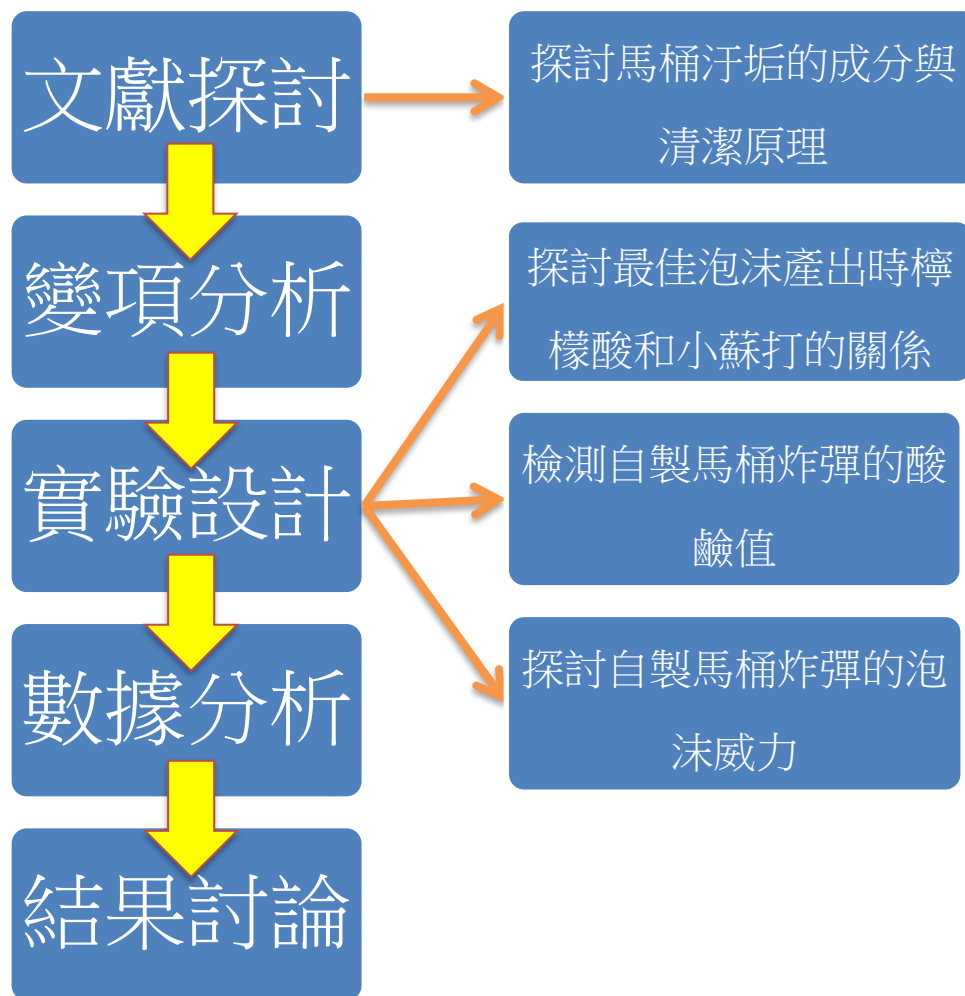 文獻探討
探討馬桶汙垢的成分與
清潔原理
變項分析
探討最佳泡沫產出時檸
檬酸和小蘇打的關係
實驗設計
檢測自製馬桶炸彈的酸
鹼值
數據分析
探討自製馬桶炸彈的泡
沫威力
結果討論